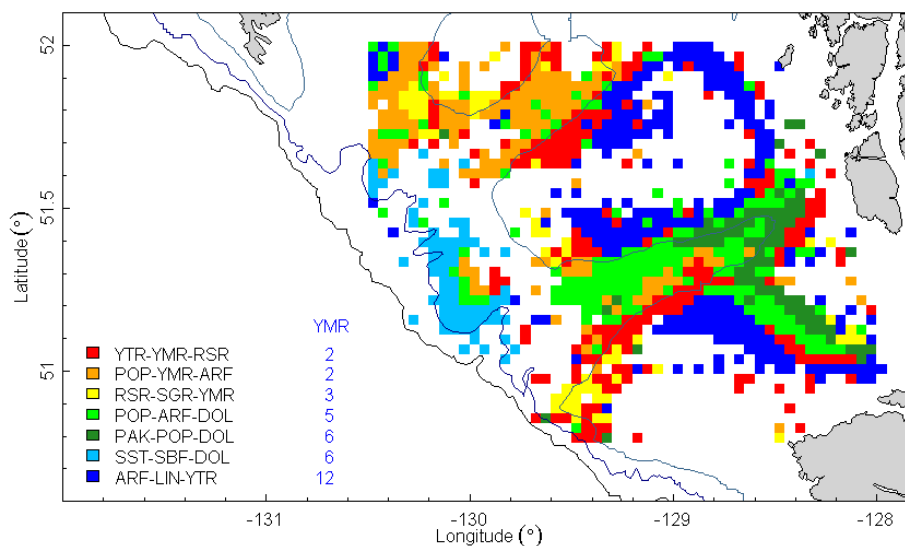 52
51.5
51
Latitude (°)
YMR
YTR-YMR-RSR 2
POP-YMR-ARF 2
RSR-SGR-YMR 3
POP-ARF-DOL 5
PAK-POP-DOL 6
SST-SBF-DOL 6
ARF-LIN-YTR 12
-131 -130 -129 -128
Longitude (°)